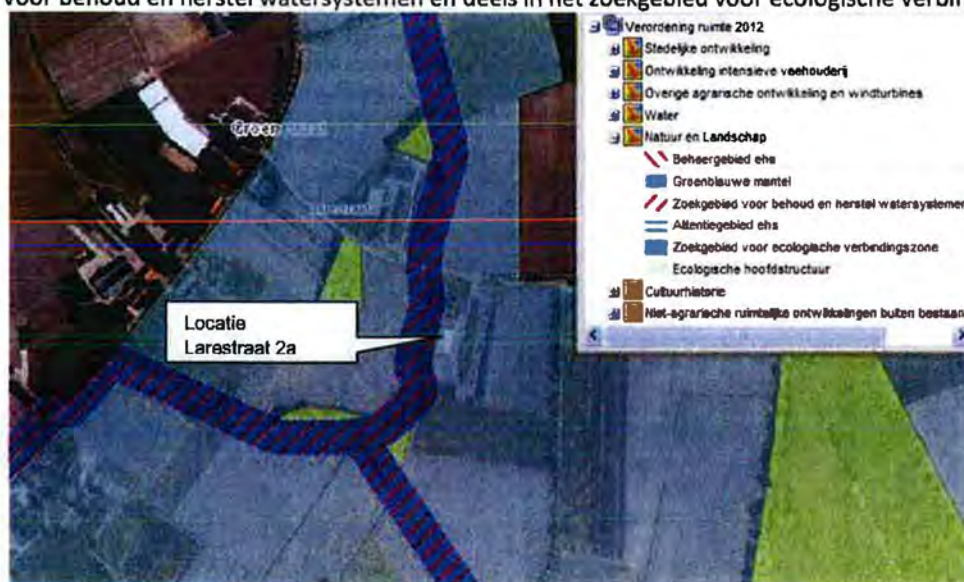 voor behoud en herstel watersystemen en deels in het zoekgebied voor ecologische verbin
Verordening ruimte 2012
Stedelijke ontwikkeling
Ontwikkeling intensieve veehouderij
Overige agrarische ontwikkeling en windturbines
Water
Natuur en Landschap
Beheergebied ehs
Groenblauwe mantel
Zoekgebied voor behoud en herstel watersystemen
Attentiegebied ehs
Zoekgebied voor ecologische verbindingszone
Ecologische hoofdstructuur
Cultuurhistorie
Niet-agrarische ruimtelijke ontwikkelingen buiten bestaan
Locatie
Larestraat 2a